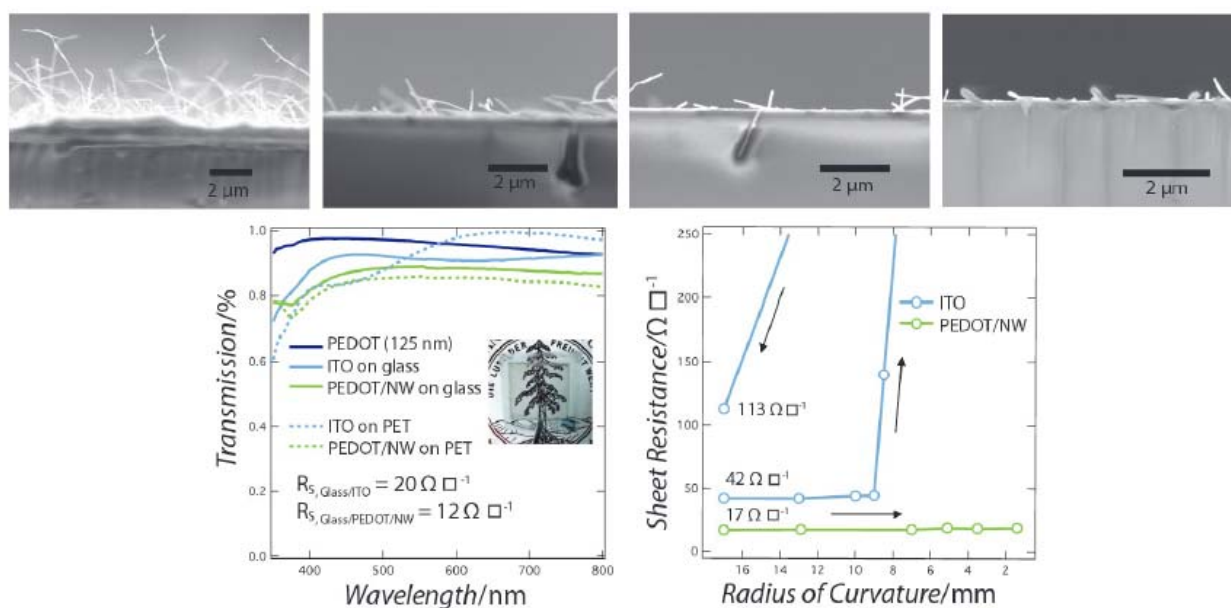 2 μm
2 μm
2 μm
2 μm
Transmission/%
1.0
0.8
0.6
0.4
0.2
0.0
400
500
600
700
800
Wavelength/nm
PEDOT (125 nm)
ITO on glass
PEDOT/NW on glass
ITO on PET
PEDOT/NW on PET
R_S,Glass/ITO = 20 Ω □⁻¹
R_S,Glass/PEDOT/NW = 12 Ω □⁻¹
DER FREIHEIT
Sheet Resistance/Ω □⁻¹
250
200
150
100
50
0
16
14
12
10
8
6
4
2
Radius of Curvature/mm
ITO
PEDOT/NW
113 Ω □⁻¹
42 Ω □⁻¹
17 Ω □⁻¹